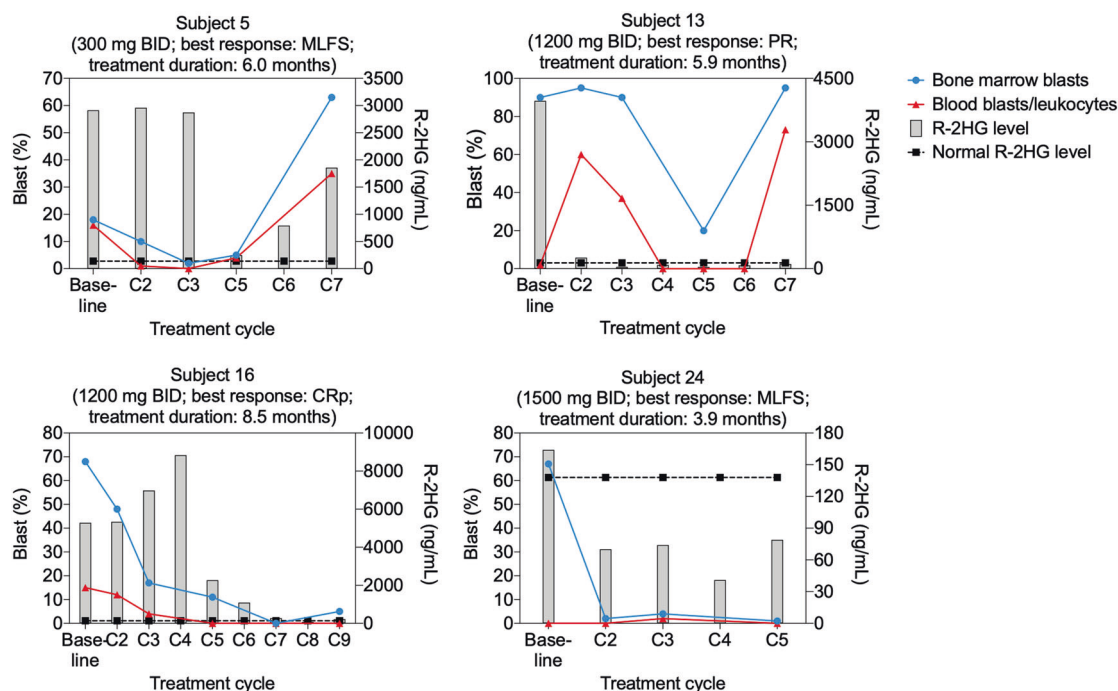 Subject 5
(300 mg BID; best response: MLFS;
treatment duration: 6.0 months)
70
60
50
40
30
20
10
0
Blast (%)
3500
3000
2500
2000
1500
1000
500
0
R-2HG (ng/mL)
Base-line C2 C3 C5 C6 C7
Treatment cycle
Subject 13
(1200 mg BID; best response: PR;
treatment duration: 5.9 months)
100
80
60
40
20
0
Blast (%)
4500
3000
1500
0
R-2HG (ng/mL)
Base-line C2 C3 C4 C5 C6 C7
Treatment cycle
Bone marrow blasts
Blood blasts/leukocytes
R-2HG level
Normal R-2HG level
Subject 16
(1200 mg BID; best response: CRp;
treatment duration: 8.5 months)
80
70
60
50
40
30
20
10
0
Blast (%)
10000
8000
6000
4000
2000
0
R-2HG (ng/mL)
Base-line C2 C3 C4 C5 C6 C7 C8 C9
Treatment cycle
Subject 24
(1500 mg BID; best response: MLFS;
treatment duration: 3.9 months)
80
70
60
50
40
30
20
10
0
Blast (%)
180
150
120
90
60
30
0
R-2HG (ng/mL)
Base-line C2 C3 C4 C5
Treatment cycle